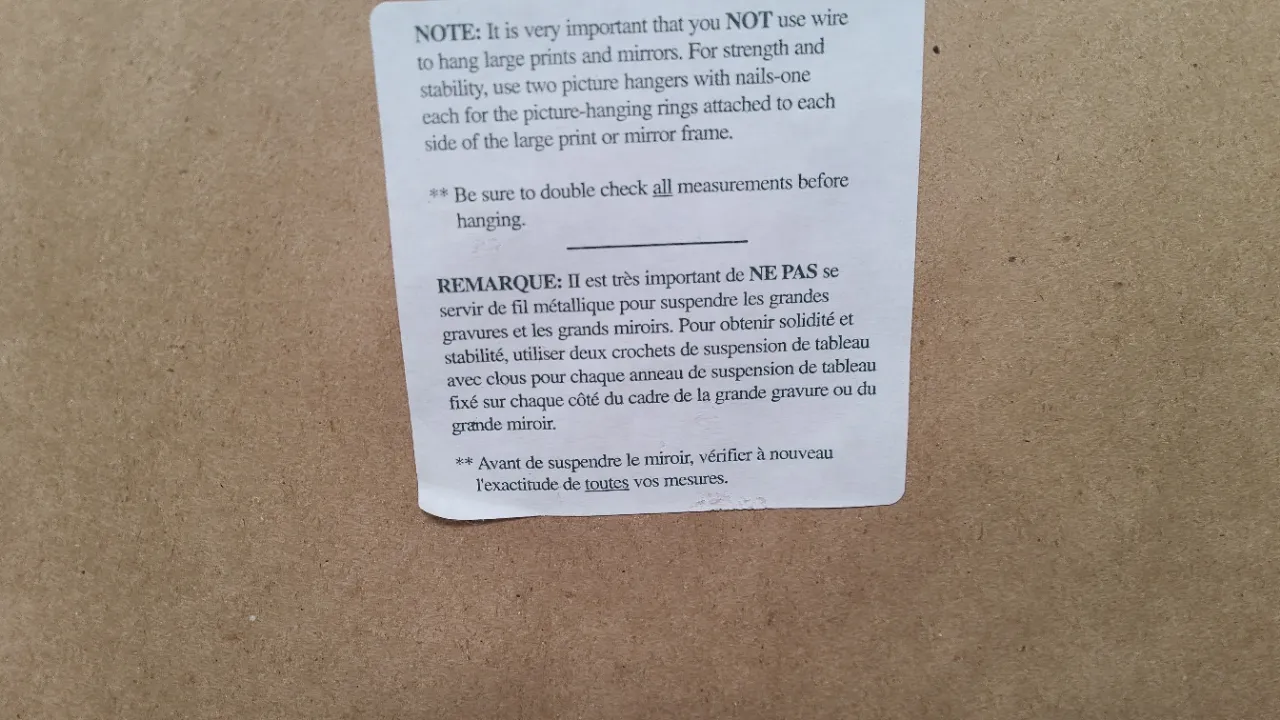 NOTE: It is very important that you NOT use wire
to hang large prints and mirrors. For strength and
stability, use two picture hangers with nails-one
each for the picture-hanging rings attached to each
side of the large print or mirror frame.
** Be sure to double check all measurements before
hanging.
REMARQUE: II est très important de NE PAS se
servir de fil métallique pour suspendre les grandes
gravures et les grands miroirs. Pour obtenir solidité et
stabilité, utiliser deux crochets de suspension de tableau
avec clous pour chaque anneau de suspension de tableau
fixé sur chaque côté du cadre de la grande gravure ou du
grande miroir.
** Avant de suspendre le miroir, vérifier à nouveau
l'exactitude de toutes vos mesures.